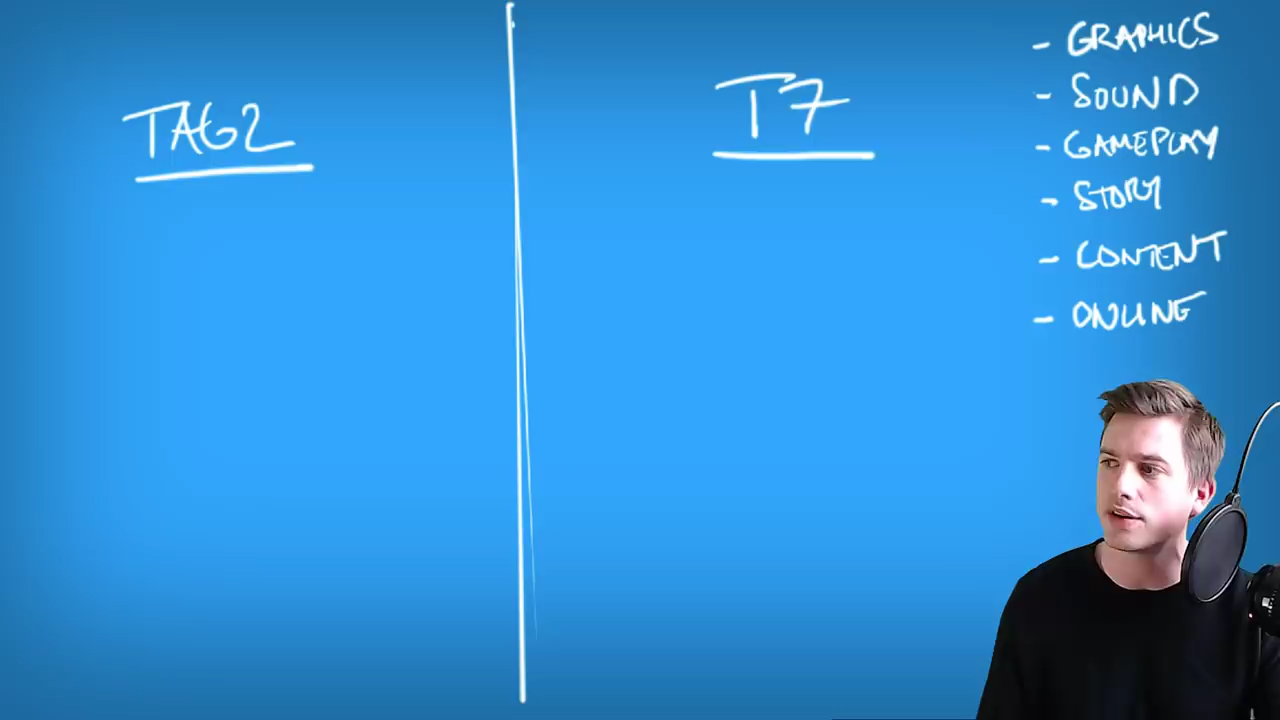 TAG2
T7
- GRAPHICS
- SOUND
- GAMEPLAY
- STORY
- CONTENT
- ONLINE